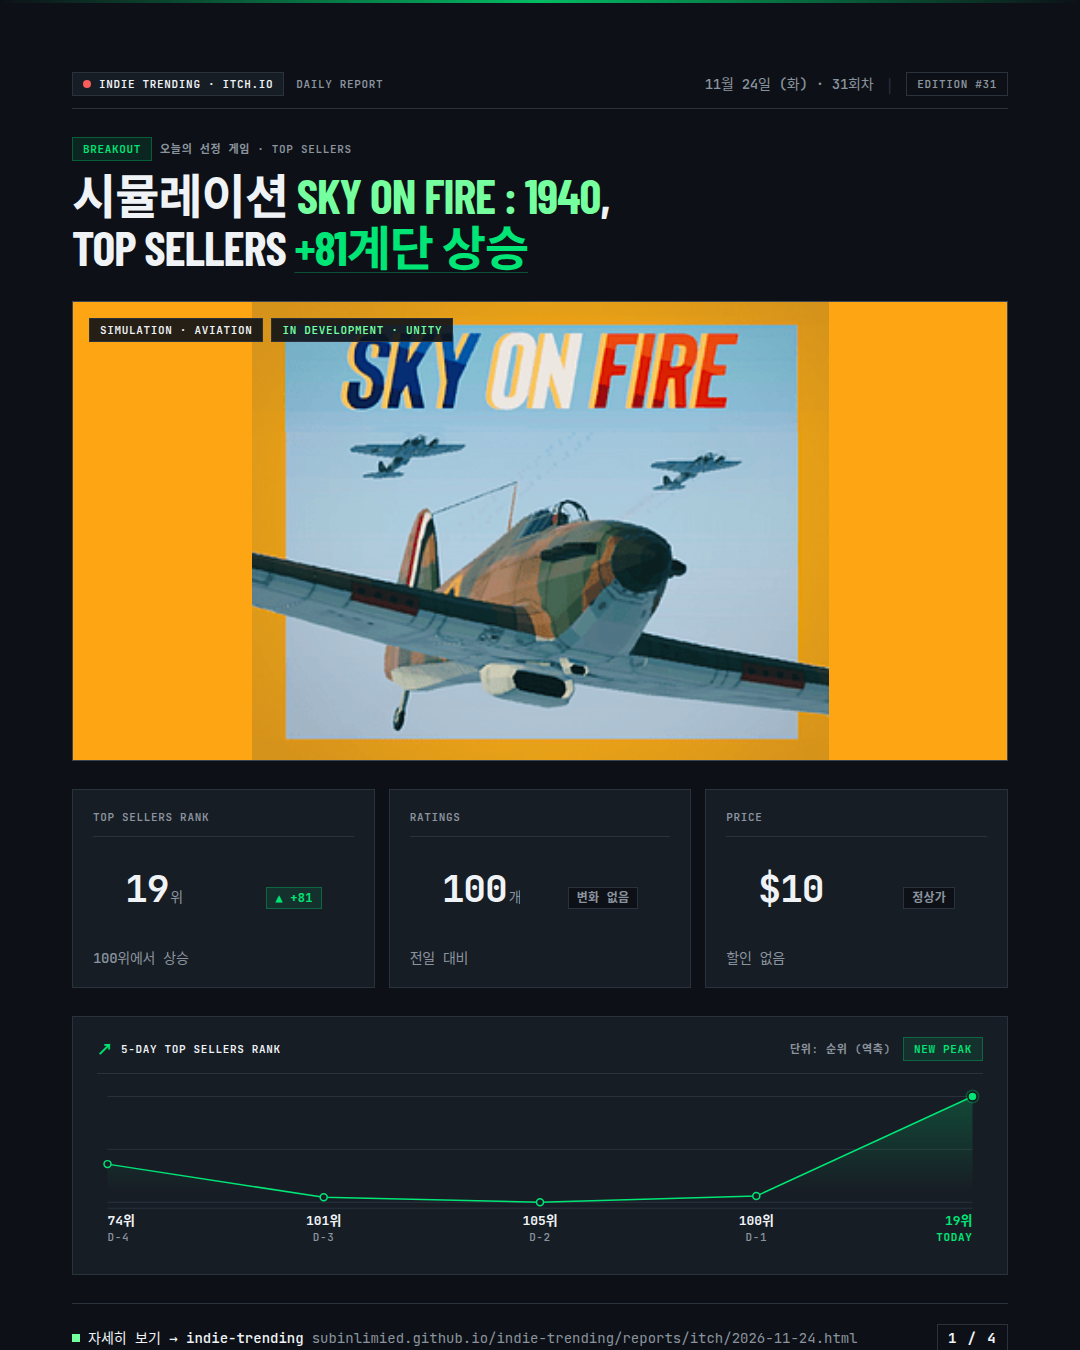 INDIE TRENDING · ITCH.IO DAILY REPORT 11월 24일 (화) · 31회차 | EDITION #31
BREAKOUT 오늘의 선정 게임 · TOP SELLERS
시뮬레이션 SKY ON FIRE : 1940,
TOP SELLERS +81계단 상승
SIMULATION · AVIATION IN DEVELOPMENT · UNITY
SKY ON FIRE
TOP SELLERS RANK
19위 ▲ +81
100위에서 상승
RATINGS
100개 변화 없음
전일 대비
PRICE
$10 정상가
할인 없음
↗ 5-DAY TOP SELLERS RANK 단위: 순위 (역축) NEW PEAK
74위 101위 105위 100위 19위
D-4 D-3 D-2 D-1 TODAY
자세히 보기 → indie-trending subinlimied.github.io/indie-trending/reports/itch/2026-11-24.html 1 / 4